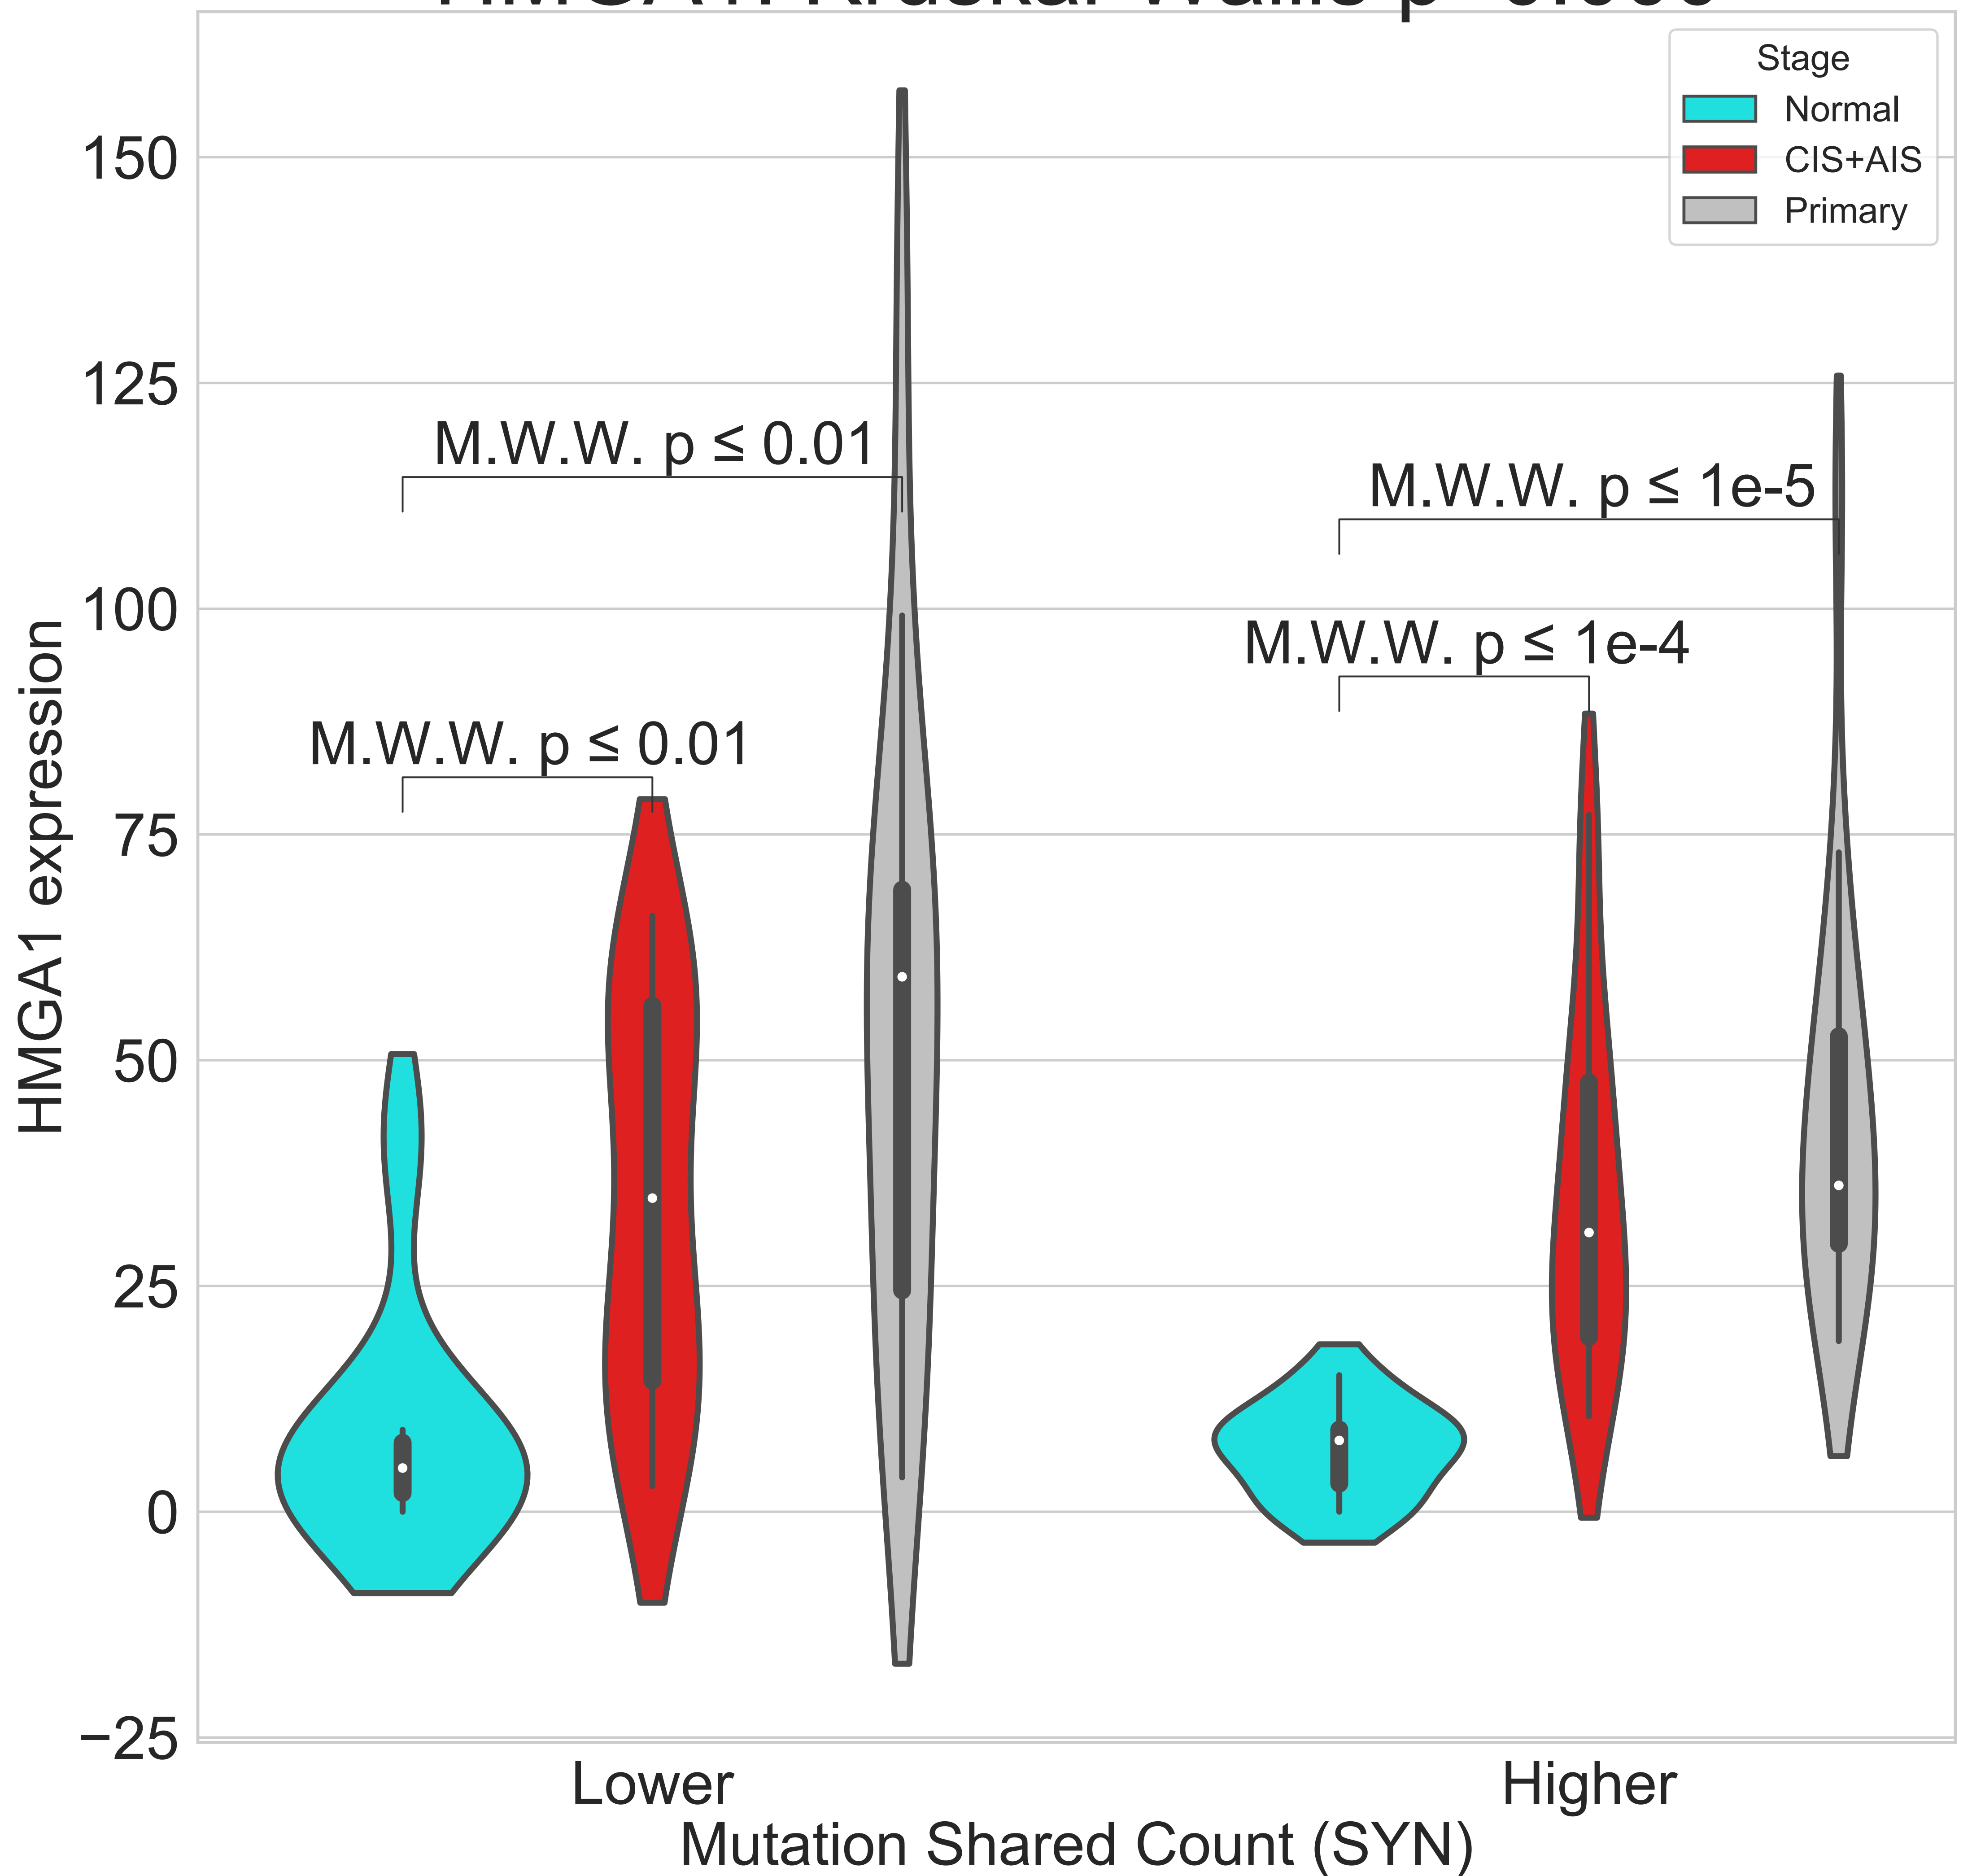 Stage
Normal
CIS+AIS
Primary
150
125
100
75
50
25
0
−25
HMGA1 expression
M.W.W. p ≤ 0.01
M.W.W. p ≤ 1e-5
M.W.W. p ≤ 1e-4
M.W.W. p ≤ 0.01
Lower
Higher
Mutation Shared Count (SYN)